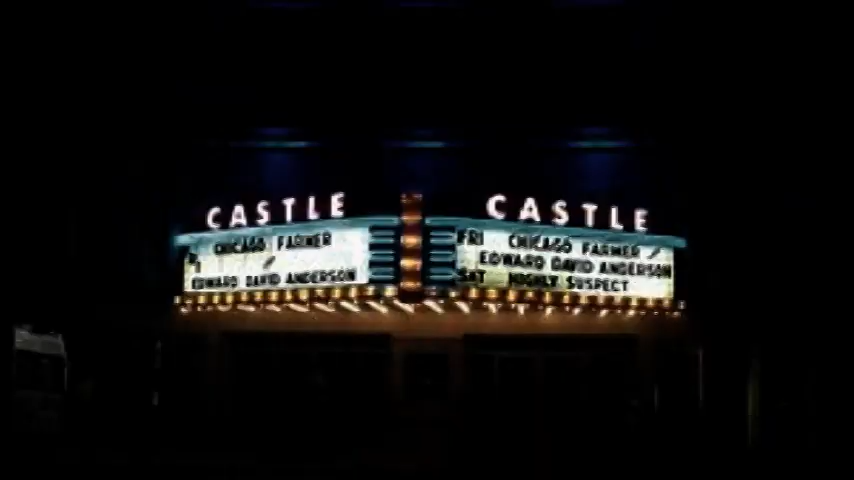 CASTLE
CHICAGO FARMER /
EDWARD DAVID ANDERSON
CASTLE
FRI CHICAGO FARMER /
EDWARD DAVID ANDERSON
SAT HIGHLY SUSPECT